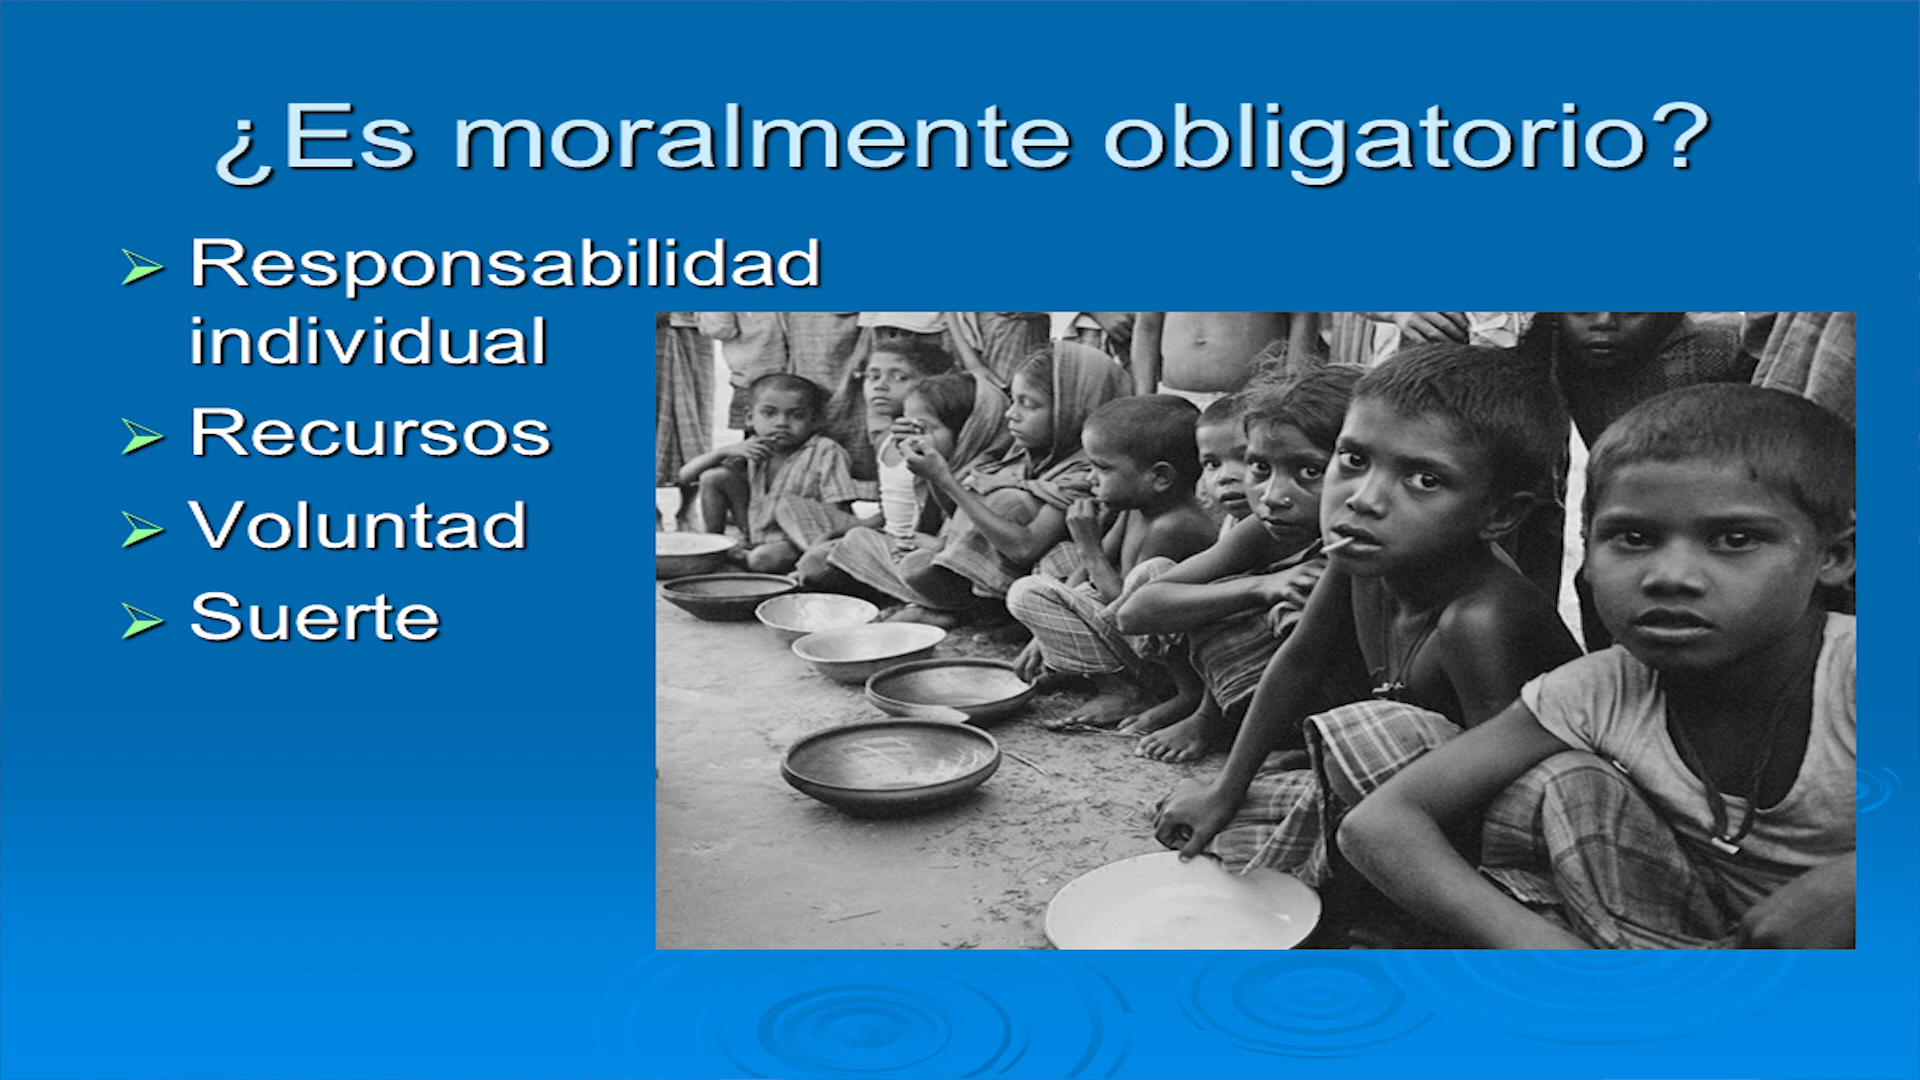 ¿Es moralmente obligatorio?
Responsabilidad
individual
Recursos
Voluntad
Suerte